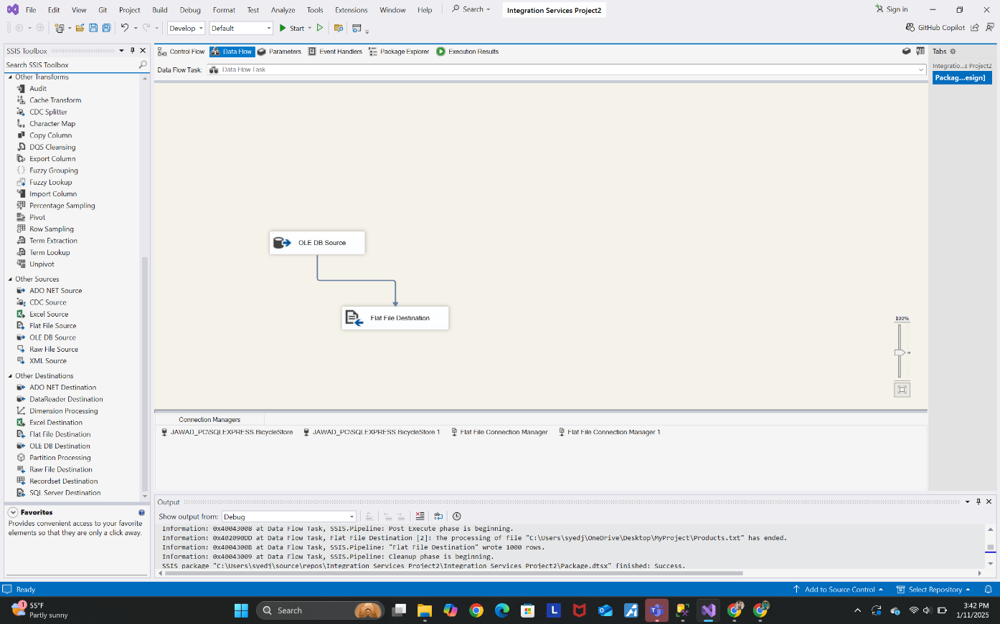 File Edit View Git Project Build Debug Format Test Analyze Tools Extensions Window Help Search Integration Services Project2 Sign in
Develop Default Start GitHub Copilot
SSIS Toolbox
Search SSIS Toolbox
Other Transforms
Audit
Cache Transform
CDC Splitter
Character Map
Copy Column
DQS Cleansing
Export Column
Fuzzy Grouping
Fuzzy Lookup
Import Column
Percentage Sampling
Pivot
Row Sampling
Term Extraction
Term Lookup
Unpivot
Other Sources
ADO NET Source
CDC Source
Excel Source
Flat File Source
OLE DB Source
Raw File Source
XML Source
Other Destinations
ADO NET Destination
DataReader Destination
Dimension Processing
Excel Destination
Flat File Destination
OLE DB Destination
Partition Processing
Raw File Destination
Recordset Destination
SQL Server Destination
Favorites
Provides convenient access to your favorite
elements so that they are only a click away.
Control Flow Data Flow Parameters Event Handlers Package Explorer Execution Results
Data Flow Task: Data Flow Task
OLE DB Source
Flat File Destination
100%
Connection Managers
JAWAD_PC\SQLEXPRESS.BicycleStore JAWAD_PC\SQLEXPRESS.BicycleStore 1 Flat File Connection Manager Flat File Connection Manager 1
Tabs
Integratio...s Project2
Packag...esign]
Output
Show output from: Debug
Information: 0x40043008 at Data Flow Task, SSIS.Pipeline: Post Execute phase is beginning.
Information: 0x402090DD at Data Flow Task, Flat File Destination [2]: The processing of file "C:\Users\syedj\OneDrive\Desktop\MyProject\Products.txt" has ended.
Information: 0x4004300B at Data Flow Task, SSIS.Pipeline: "Flat File Destination" wrote 1000 rows.
Information: 0x40043009 at Data Flow Task, SSIS.Pipeline: Cleanup phase is beginning.
SSIS package "C:\Users\syedj\source\repos\Integration Services Project2\Integration Services Project2\Package.dtsx" finished: Success.
Ready Add to Source Control Select Repository
1 55°F
Partly sunny
Search
L
3:42 PM
1/11/2025